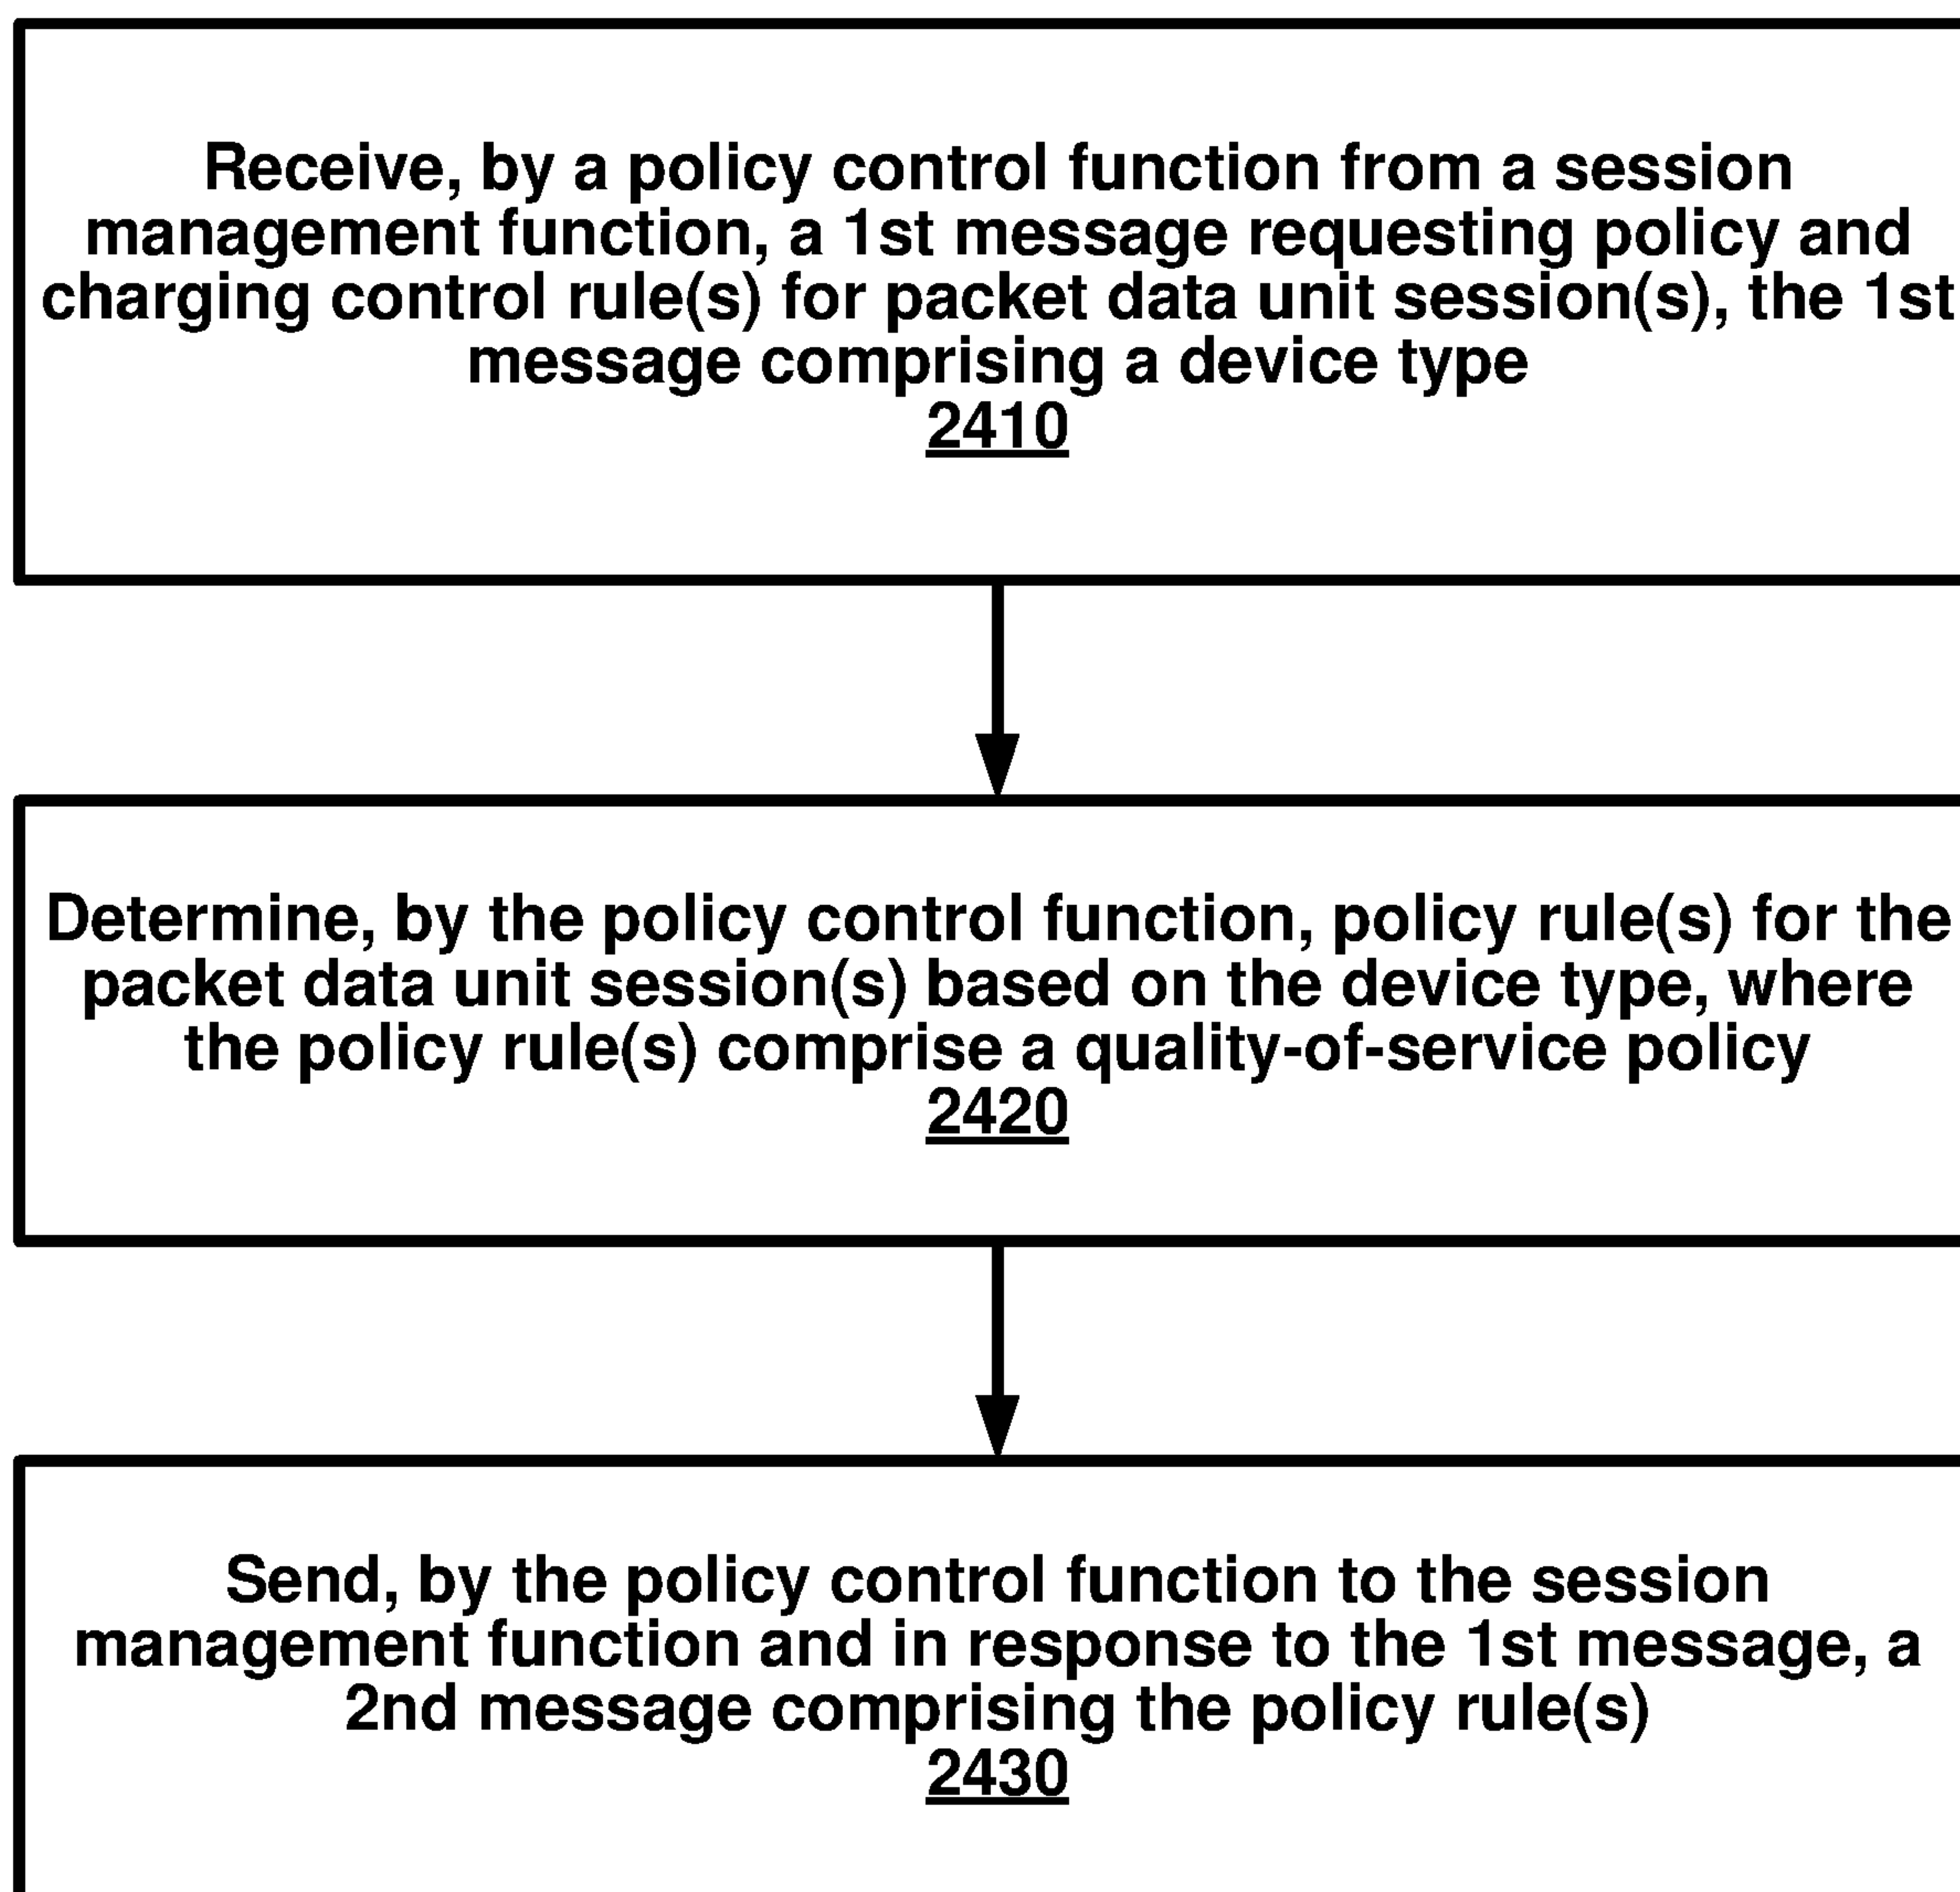 Receive, by a policy control function from a session
management function, a 1st message requesting policy and
charging control rule(s) for packet data unit session(s), the 1st
message comprising a device type
2410
Determine, by the policy control function, policy rule(s) for the
packet data unit session(s) based on the device type, where
the policy rule(s) comprise a quality-of-service policy
2420
Send, by the policy control function to the session
management function and in response to the 1st message, a
2nd message comprising the policy rule(s)
2430